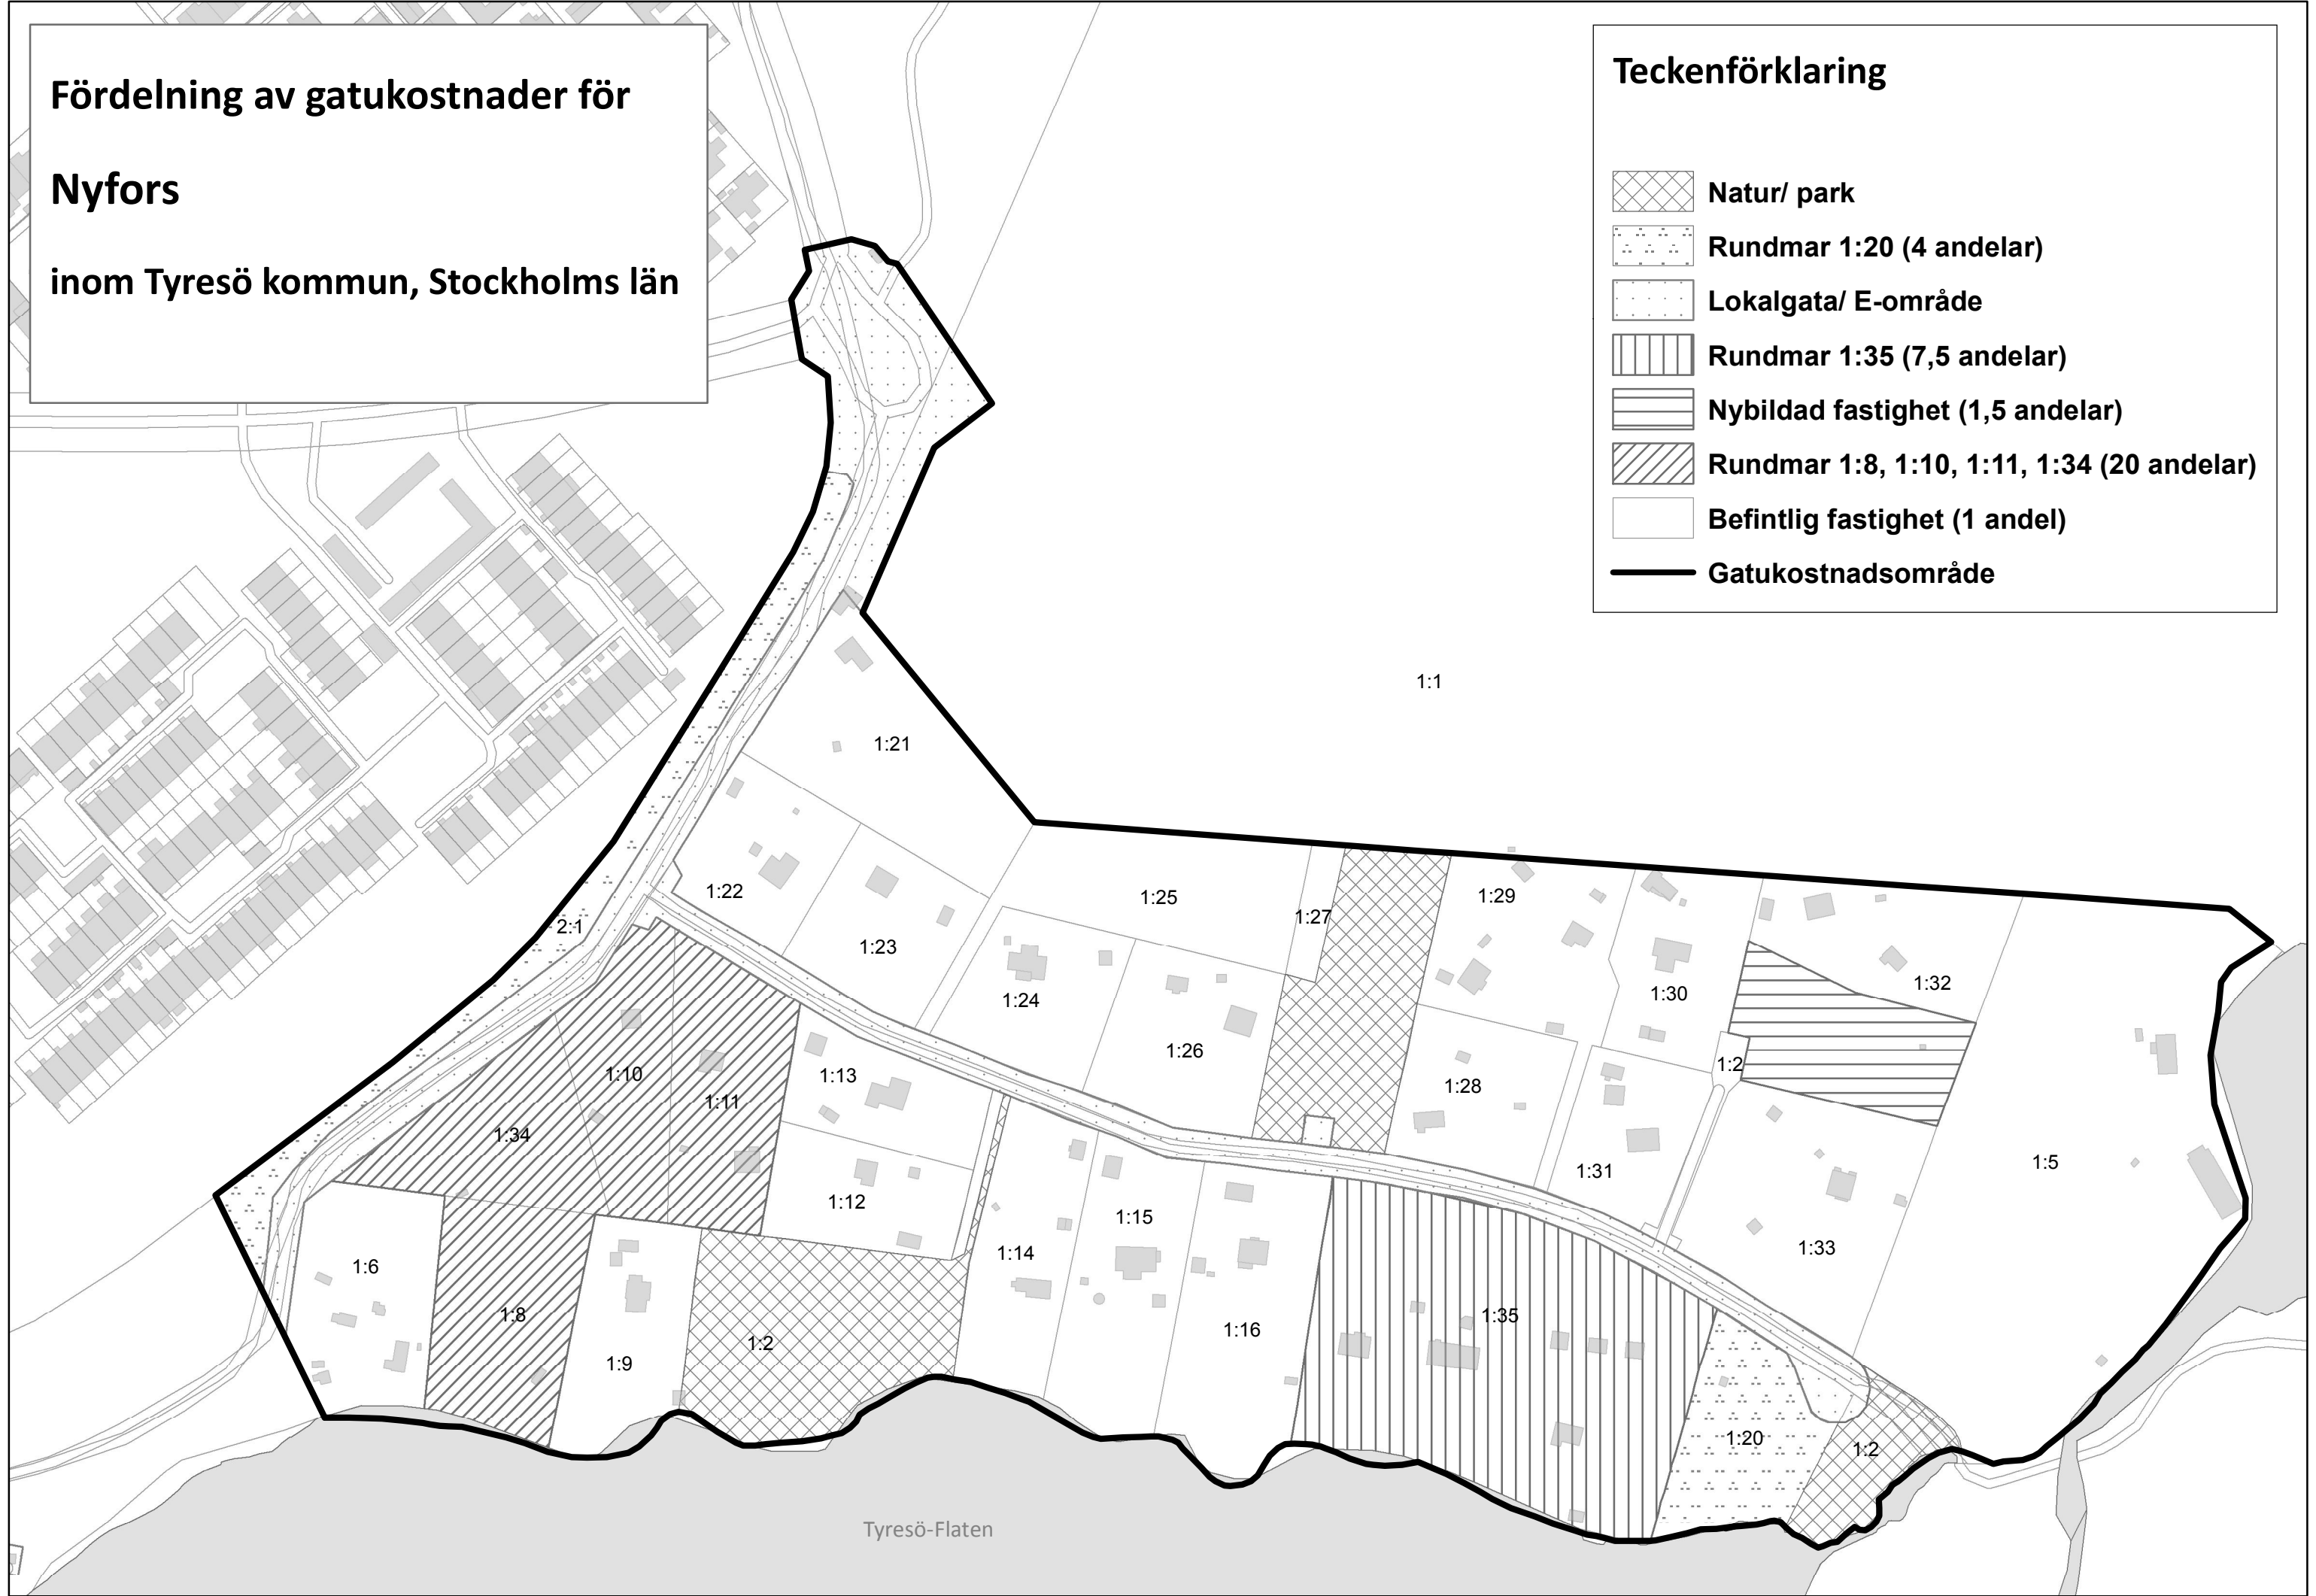 Fördelning av gatukostnader för
Nyfors
inom Tyresö kommun, Stockholms län
Teckenförklaring
Natur/ park
Rundmar 1:20 (4 andelar)
Lokalgata/ E-område
Rundmar 1:35 (7,5 andelar)
Nybildad fastighet (1,5 andelar)
Rundmar 1:8, 1:10, 1:11, 1:34 (20 andelar)
Befintlig fastighet (1 andel)
Gatukostnadsområde
1:1
1:21
1:22
1:25
1:29
1:27
2:1
1:23
1:32
1:30
1:24
1:26
1:2
1:10
1:13
1:28
1:11
1:34
1:5
1:31
1:12
1:15
1:33
1:14
1:6
1:8
1:35
1:16
1:2
1:9
1:20
1:2
Tyresö-Flaten